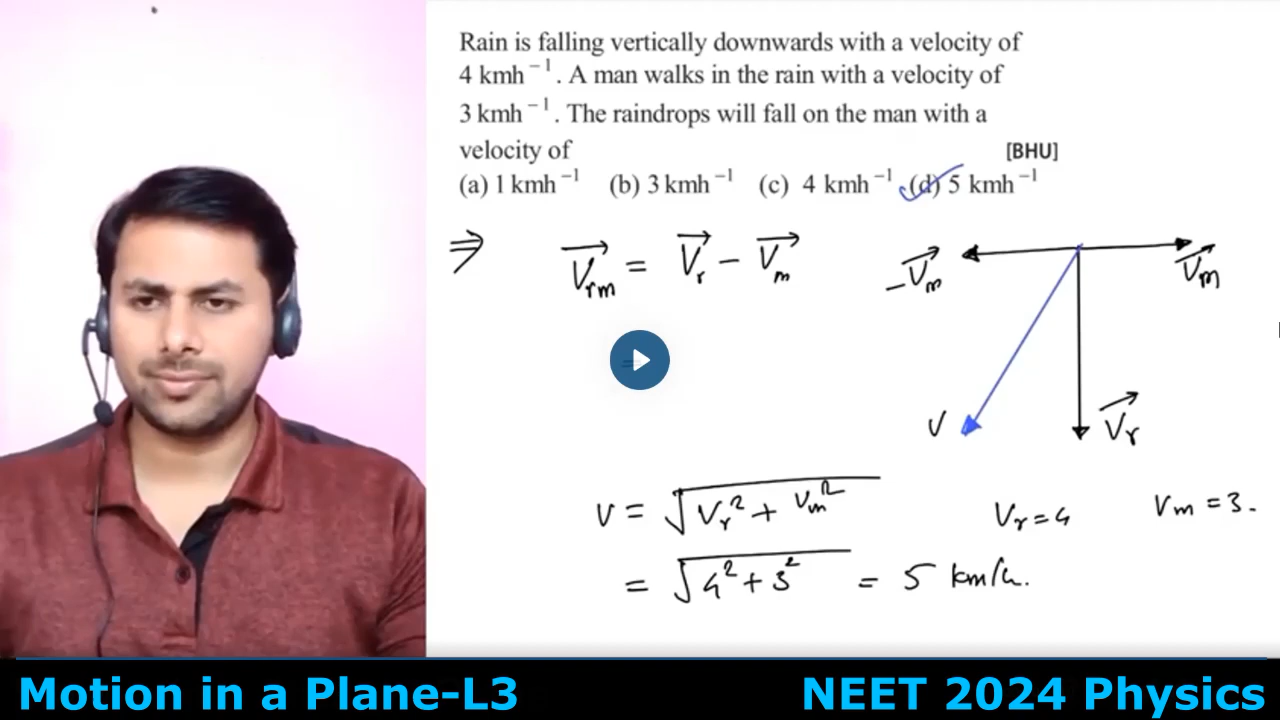 Rain is falling vertically downwards with a velocity of
4 kmh⁻¹. A man walks in the rain with a velocity of
3 kmh⁻¹. The raindrops will fall on the man with a
velocity of [BHU]
(a) 1 kmh⁻¹ (b) 3 kmh⁻¹ (c) 4 kmh⁻¹ (d) 5 kmh⁻¹
⇒ V⃗rm = V⃗r − V⃗m
−V⃗m V⃗m
=
V V⃗r
V = √(Vr² + Vm²) Vr = 4 Vm = 3.
= √(4² + 3²) = 5 km/h.
Motion in a Plane-L3 NEET 2024 Physics